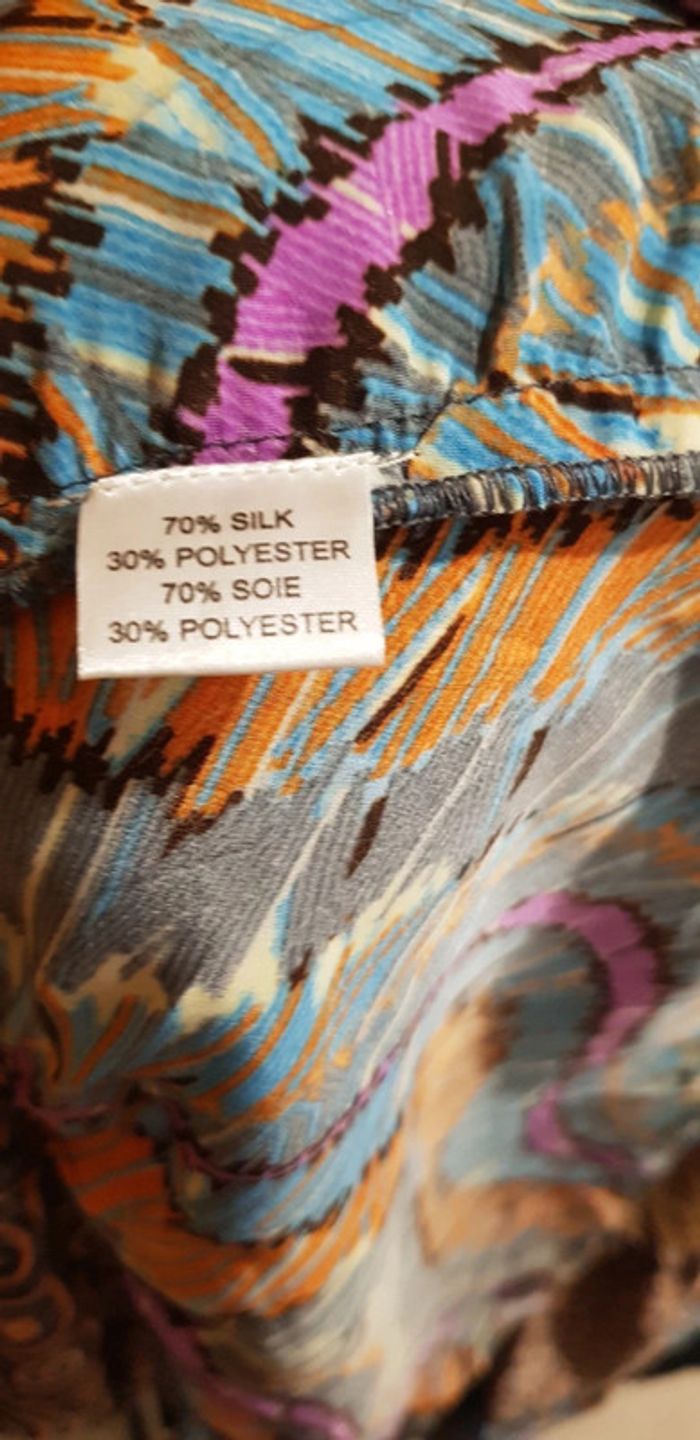 70% SILK
30% POLYESTER
70% SOIE
30% POLYESTER